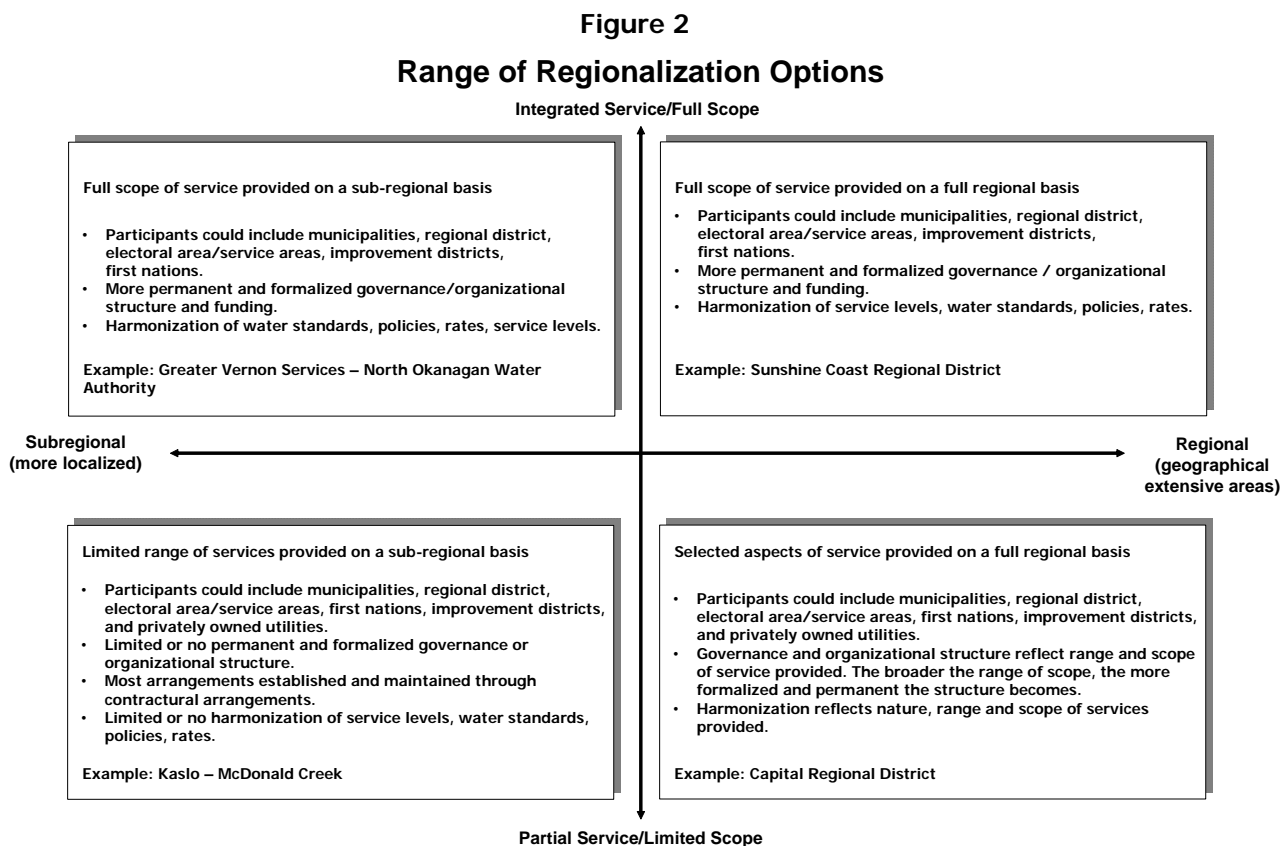 Figure 2
Range of Regionalization Options
Integrated Service/Full Scope
Full scope of service provided on a sub-regional basis
• Participants could include municipalities, regional district,
electoral area/service areas, improvement districts,
first nations.
• More permanent and formalized governance/organizational
structure and funding.
• Harmonization of water standards, policies, rates, service levels.
Example: Greater Vernon Services – North Okanagan Water
Authority
Full scope of service provided on a full regional basis
• Participants could include municipalities, regional district,
electoral area/service areas, improvement districts,
first nations.
• More permanent and formalized governance / organizational
structure and funding.
• Harmonization of service levels, water standards, policies, rates.
Example: Sunshine Coast Regional District
Subregional
(more localized)
Regional
(geographical
extensive areas)
Limited range of services provided on a sub-regional basis
• Participants could include municipalities, regional district,
electoral area/service areas, first nations, improvement districts,
and privately owned utilities.
• Limited or no permanent and formalized governance or
organizational structure.
• Most arrangements established and maintained through
contractural arrangements.
• Limited or no harmonization of service levels, water standards,
policies, rates.
Example: Kaslo – McDonald Creek
Selected aspects of service provided on a full regional basis
• Participants could include municipalities, regional district,
electoral area/service areas, first nations, improvement districts,
and privately owned utilities.
• Governance and organizational structure reflect range and scope
of service provided. The broader the range of scope, the more
formalized and permanent the structure becomes.
• Harmonization reflects nature, range and scope of services
provided.
Example: Capital Regional District
Partial Service/Limited Scope